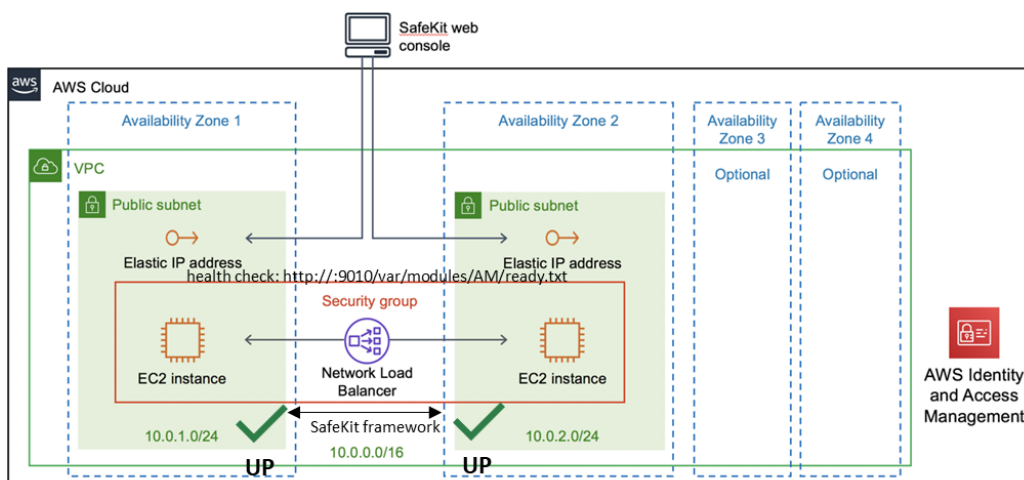 SafeKit web
console
aws
AWS Cloud
Availability Zone 1
Availability Zone 2
Availability
Zone 3
Optional
Availability
Zone 4
Optional
VPC
Public subnet
Public subnet
Elastic IP address
Elastic IP address
health check: http://:9010/var/modules/AM/ready.txt
Security group
EC2 instance
Network Load
Balancer
EC2 instance
AWS Identity
and Access
Management
SafeKit framework
10.0.1.0/24
10.0.0.0/16
10.0.2.0/24
UP
UP